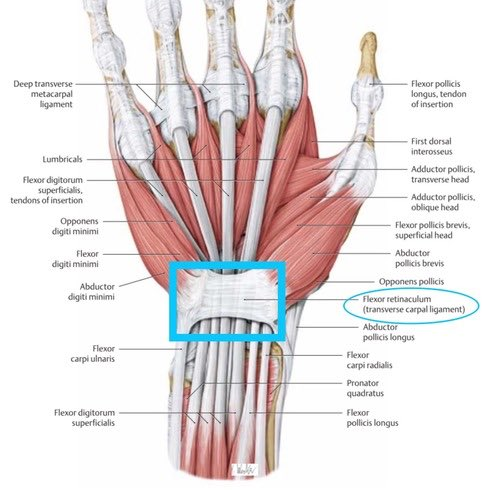 Deep transverse
metacarpal
ligament
Lumbricals
Flexor digitorum
superficialis,
tendons of insertion
Opponens
digiti minimi
Flexor
digiti minimi
Abductor
digiti minimi
Flexor
carpi ulnaris
Flexor digitorum
superficialis
Flexor pollicis
longus, tendon
of insertion
First dorsal
interosseus
Adductor pollicis,
transverse head
Adductor pollicis,
oblique head
Flexor pollicis brevis,
superficial head
Abductor
pollicis brevis
Opponens pollicis
Flexor retinaculum
(transverse carpal ligament)
Abductor
pollicis longus
Flexor
carpi radialis
Pronator
quadratus
Flexor
pollicis longus